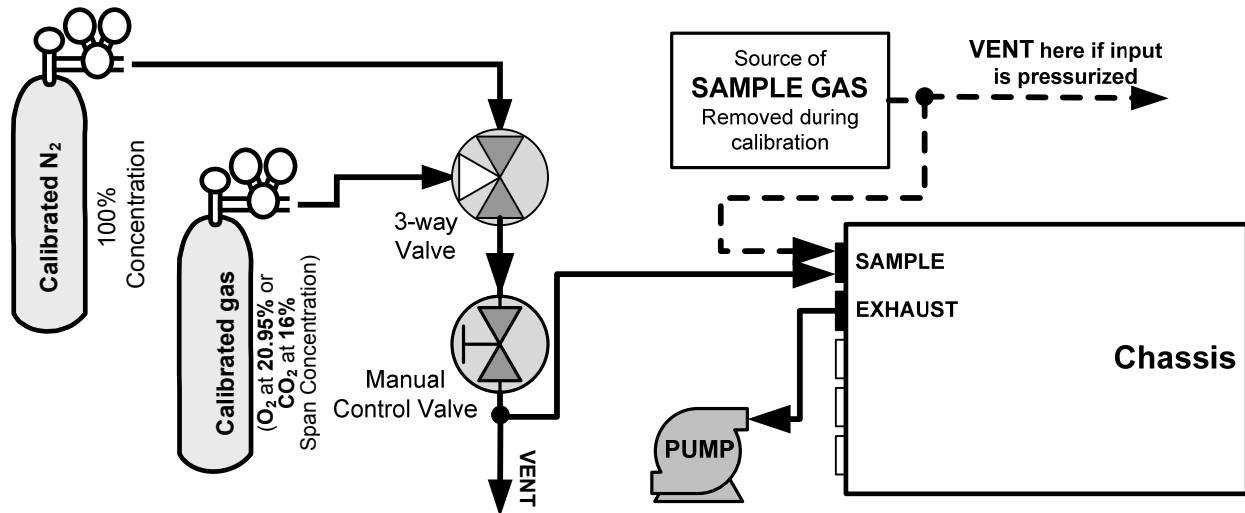 Calibrated N2
100%
Concentration
Calibrated gas
(O2 at 20.95% or
CO2 at 16%
Span Concentration)
3-way
Valve
Manual
Control Valve
VENT
Source of
SAMPLE GAS
Removed during
calibration
VENT here if input
is pressurized
SAMPLE
EXHAUST
Chassis
PUMP